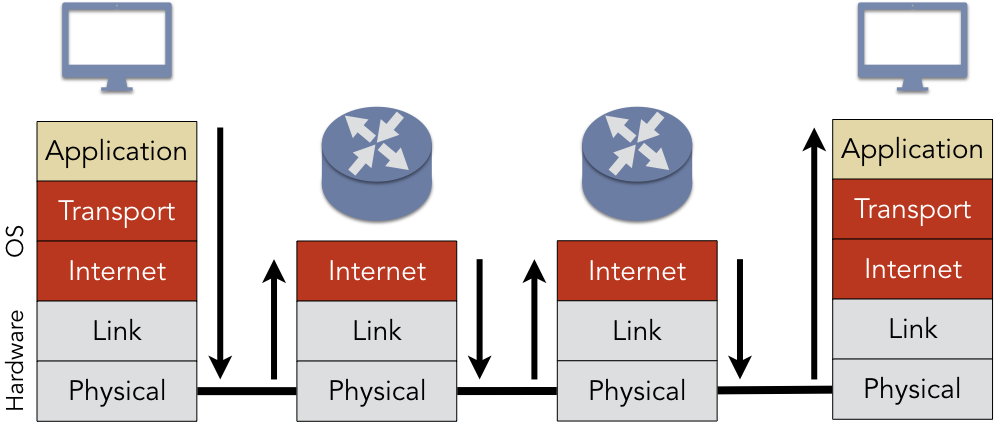 Application
Transport
Internet
Link
Physical
OS
Hardware
Internet
Link
Physical
Internet
Link
Physical
Application
Transport
Internet
Link
Physical